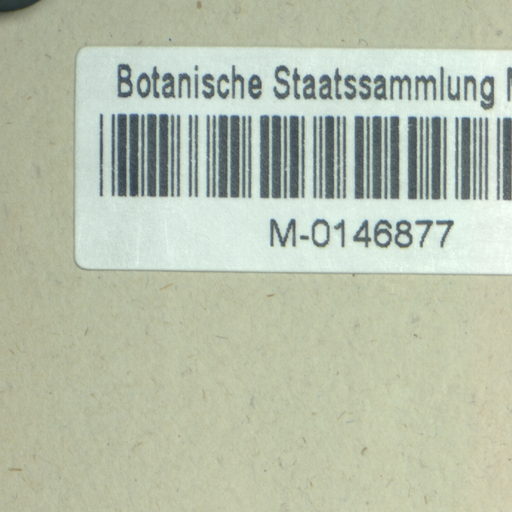 Botanische Staatssammlung
M-0146877